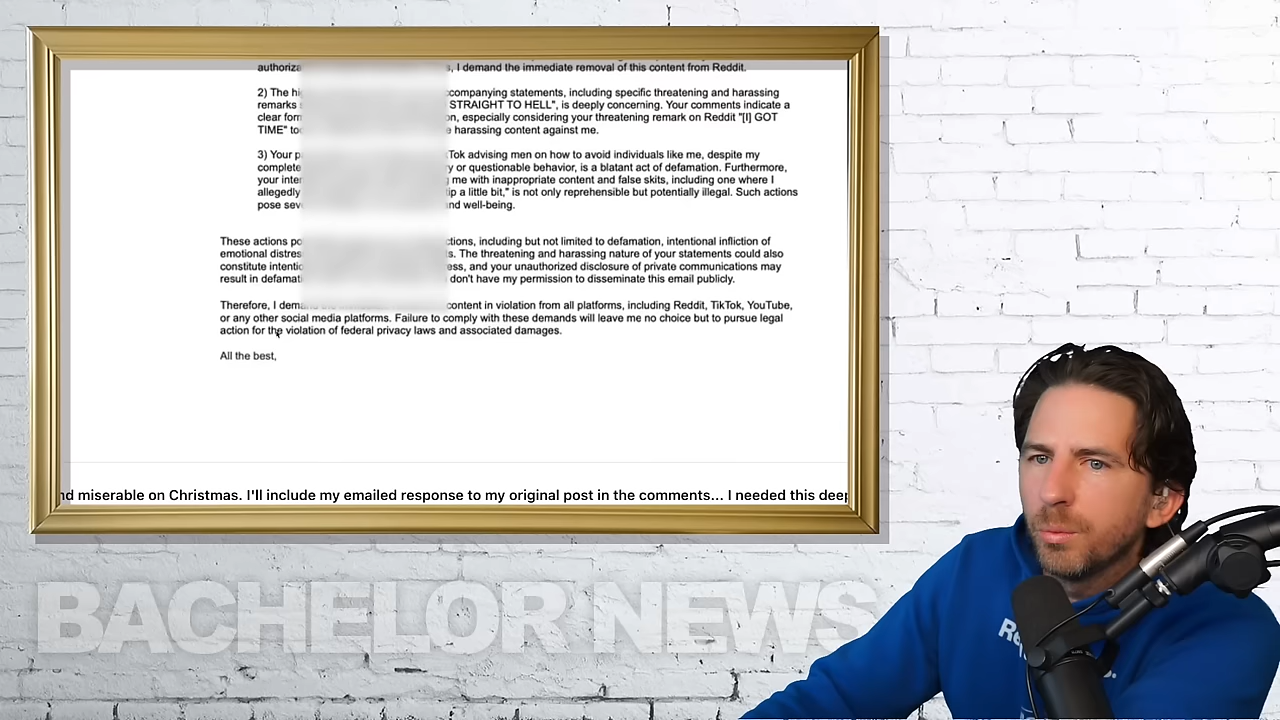 authoriza , I demand the immediate removal of this content from Reddit.
2) The hi ccompanying statements, including specific threatening and harassing
remarks STRAIGHT TO HELL", is deeply concerning. Your comments indicate a
clear form on, especially considering your threatening remark on Reddit "[I] GOT
TIME" to e harassing content against me.
3) Your p Tok advising men on how to avoid individuals like me, despite my
complete y or questionable behavior, is a blatant act of defamation. Furthermore,
your inter g me with inappropriate content and false skits, including one where I
allegedly ip a little bit," is not only reprehensible but potentially illegal. Such actions
pose seve nd well-being.
These actions po ctions, including but not limited to defamation, intentional infliction of
emotional distres s. The threatening and harassing nature of your statements could also
constitute intentio ess, and your unauthorized disclosure of private communications may
result in defamati don't have my permission to disseminate this email publicly.
Therefore, I dema content in violation from all platforms, including Reddit, TikTok, YouTube,
or any other social media platforms. Failure to comply with these demands will leave me no choice but to pursue legal
action for the violation of federal privacy laws and associated damages.
All the best,
nd miserable on Christmas. I'll include my emailed response to my original post in the comments... I needed this deep
BACHELOR NEWS